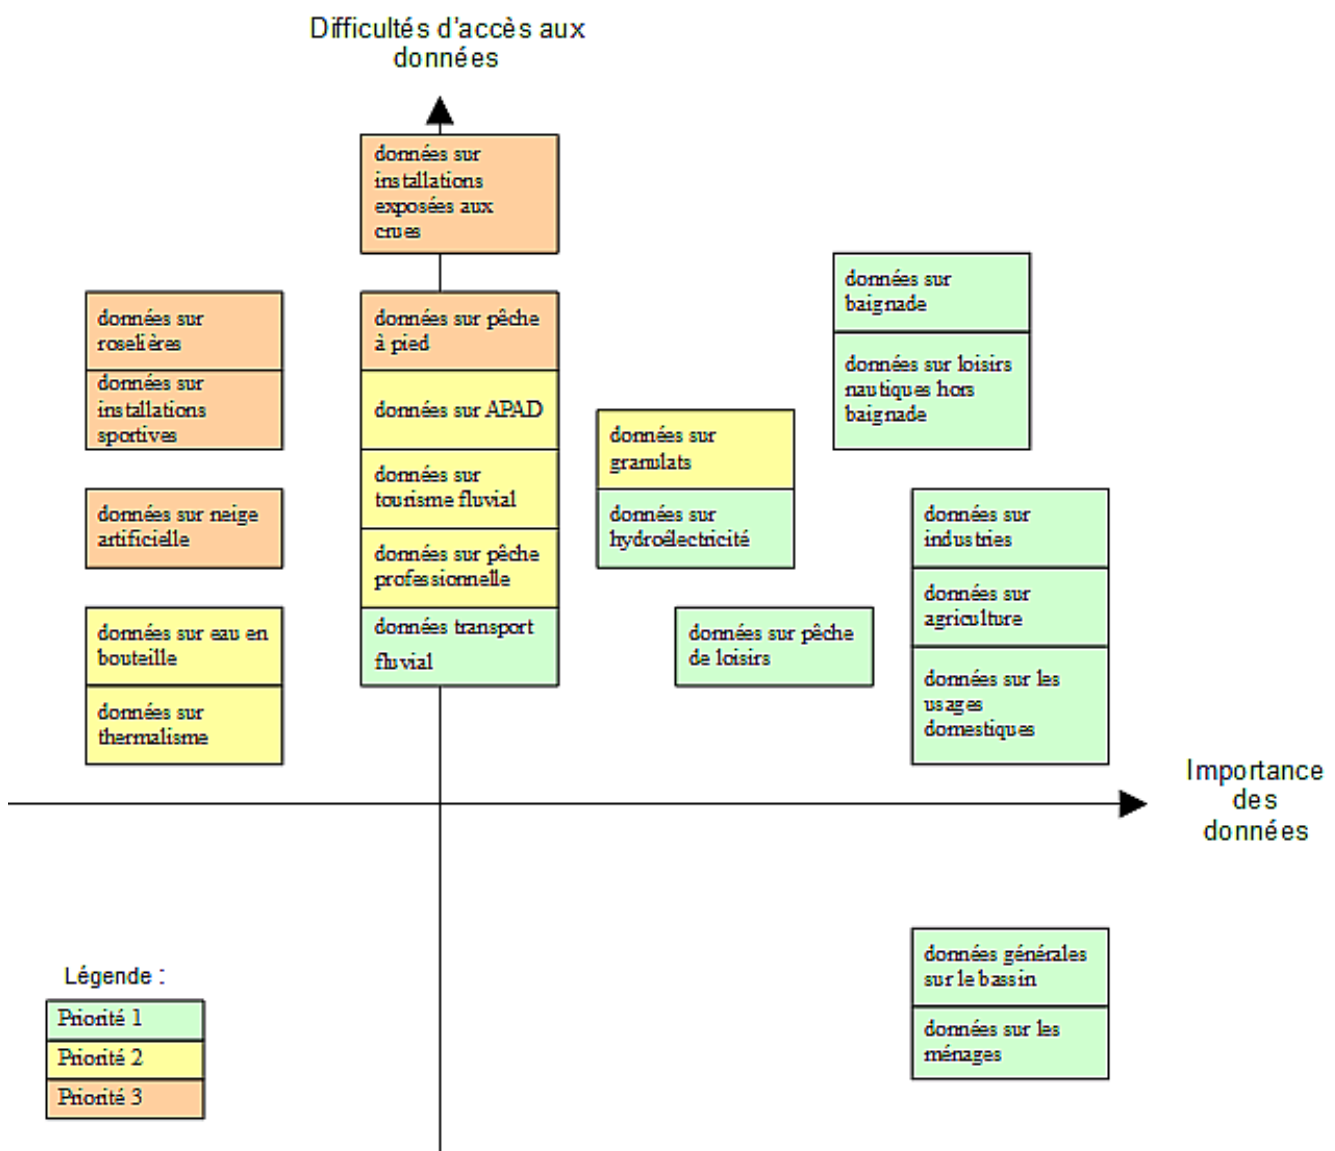 Difficultés d'accès aux
données
données sur
installations
exposées aux
crues
données sur
baignade
données sur loisirs
nautiques hors
baignade
données sur
roselières
données sur
installations
sportives
données sur pêche
à pied
données sur APAD
données sur
tourisme fluvial
données sur pêche
professionnelle
données transport
fluvial
données sur
granulats
données sur
hydroélectricité
données sur neige
artificielle
données sur
industries
données sur
agriculture
données sur les
usages
domestiques
données sur eau en
bouteille
données sur
thermalisme
données sur pêche
de loisirs
Importance
des
données
données générales
sur le bassin
données sur les
ménages
Légende :
Priorité 1
Priorité 2
Priorité 3